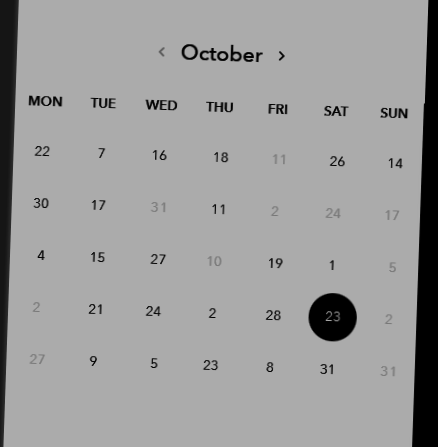 ‹ October ›
MON TUE WED THU FRI SAT SUN
22 7 16 18 11 26 14
30 17 31 11 2 24 17
4 15 27 10 19 1 5
2 21 24 2 28 23 2
27 9 5 23 8 31 31